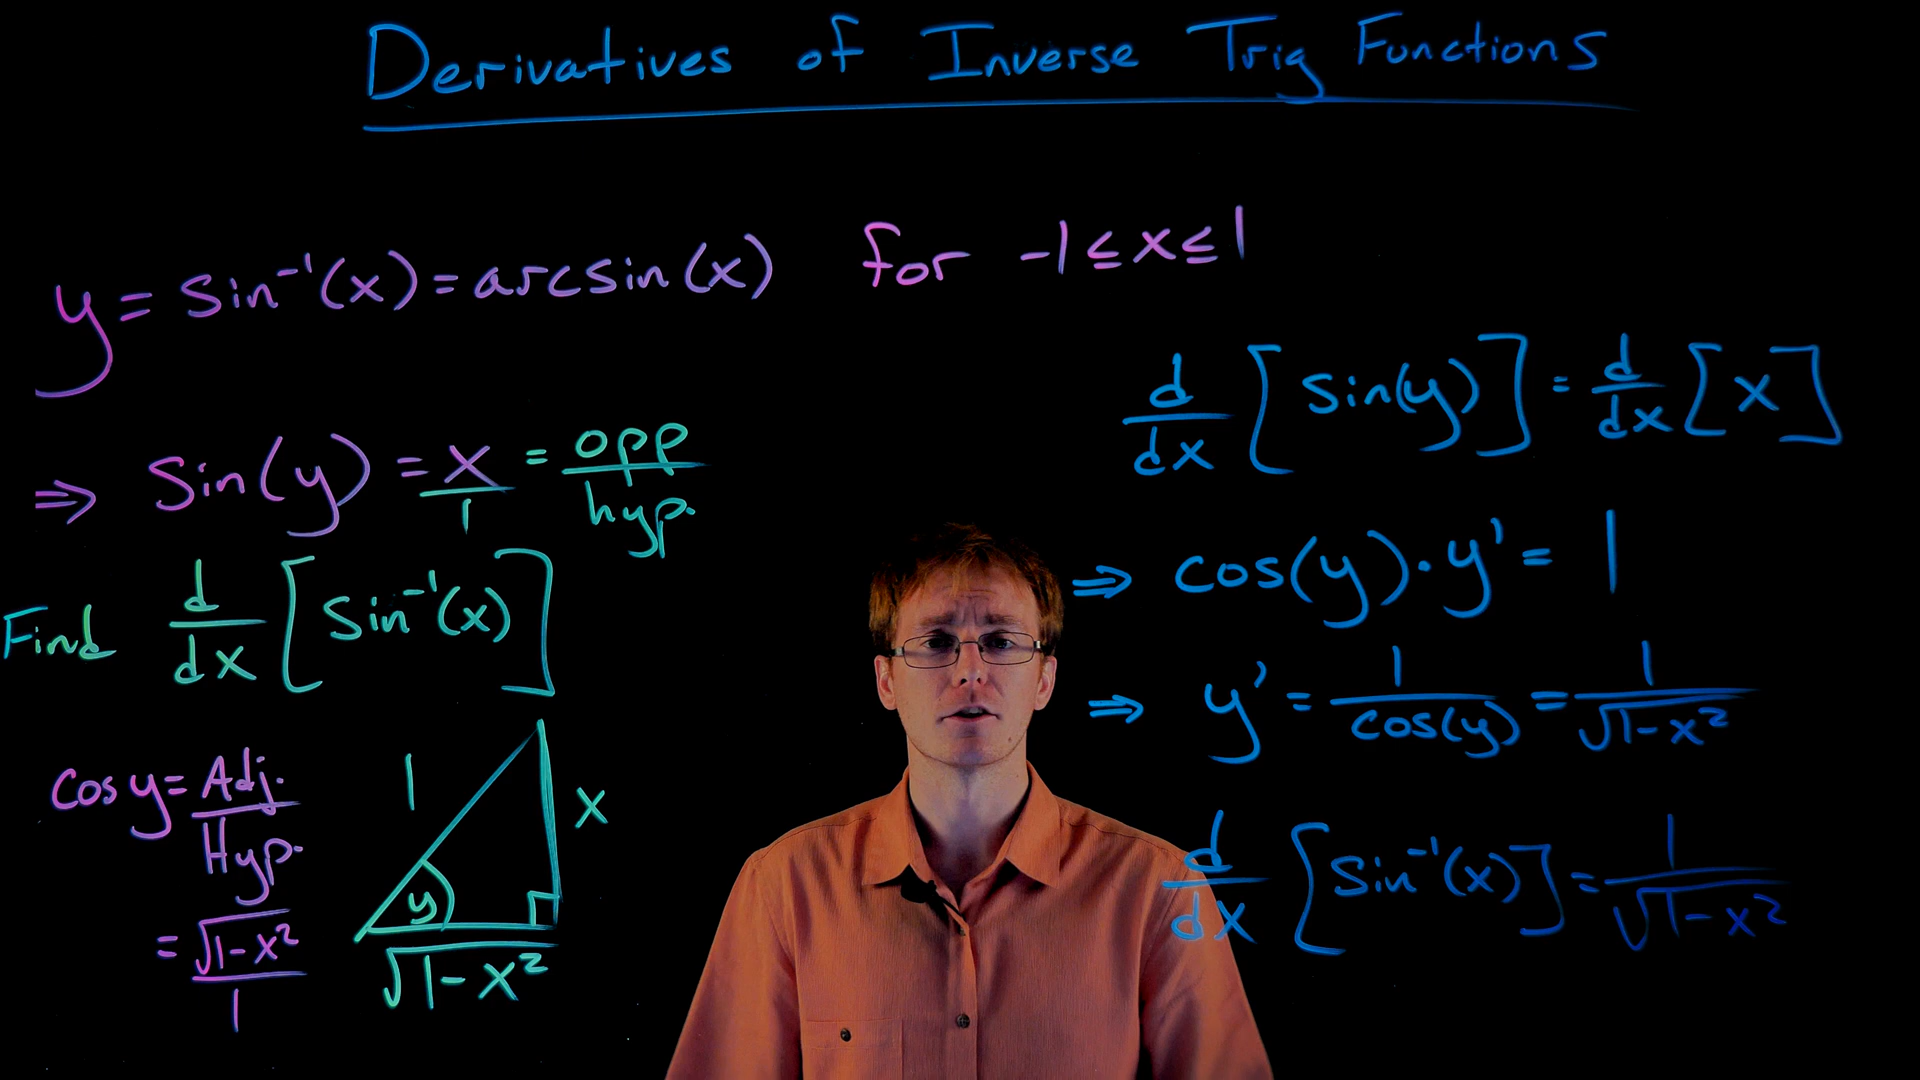 Derivatives of Inverse Trig Functions
y = sin⁻¹(x) = arcsin(x) for -1 ≤ x ≤ 1
⇒ sin(y) = x/1 = opp/hyp.
Find d/dx [sin⁻¹(x)]
cos y = Adj./Hyp.
= √(1-x²)/1
1
x
y
√(1-x²)
d/dx [sin(y)] = d/dx [x]
⇒ cos(y)·y' = 1
⇒ y' = 1/cos(y) = 1/√(1-x²)
d/dx [sin⁻¹(x)] = 1/√(1-x²)